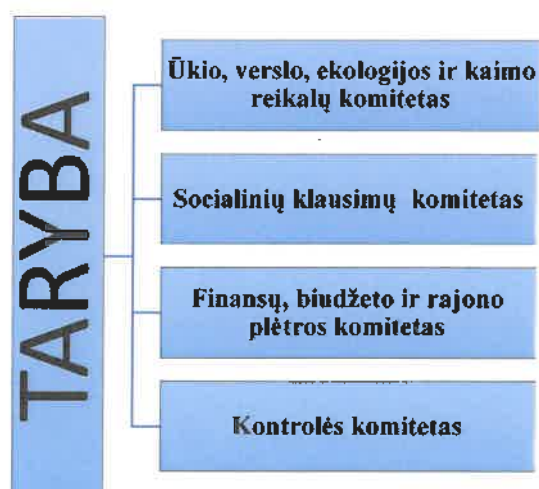 TARYBA
Ūkio, verslo, ekologijos ir kaimo
reikalų komitetas
Socialinių klausimų komitetas
Finansų, biudžeto ir rajono
plėtros komitetas
Kontrolės komitetas